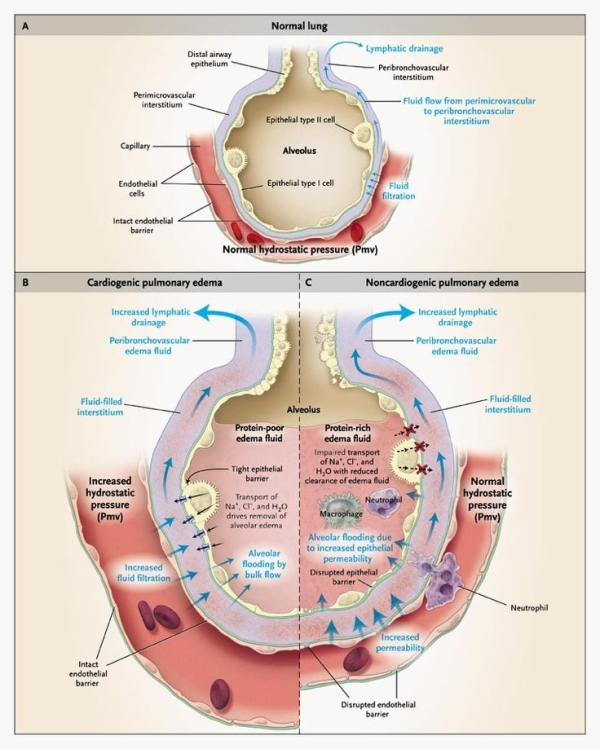 A
Normal lung
Distal airway
epithelium
Lymphatic drainage
Peribronchovascular
interstitium
Perimicrovascular
interstitium
Fluid flow from perimicrovascular
to peribronchovascular
interstitium
Epithelial type II cell
Capillary
Alveolus
Endothelial
cells
Epithelial type I cell
Fluid
filtration
Intact endothelial
barrier
Normal hydrostatic pressure (Pmv)
B
Cardiogenic pulmonary edema
Increased lymphatic
drainage
Peribronchovascular
edema fluid
Fluid-filled
interstitium
Alveolus
Protein-poor
edema fluid
Increased
hydrostatic
pressure
(Pmv)
Tight epithelial
barrier
Transport of
Na⁺, Cl⁻, and H₂O
drives removal of
alveolar edema
Increased
fluid filtration
Alveolar
flooding by
bulk flow
Intact
endothelial
barrier
C
Noncardiogenic pulmonary edema
Increased lymphatic
drainage
Peribronchovascular
edema fluid
Fluid-filled
interstitium
Protein-rich
edema fluid
Impaired transport
of Na⁺, Cl⁻, and
H₂O with reduced
clearance of edema fluid
Normal
hydrostatic
pressure
(Pmv)
Neutrophil
Macrophage
Alveolar flooding due
to increased epithelial
permeability
Disrupted epithelial
barrier
Neutrophil
Increased
permeability
Disrupted endothelial
barrier